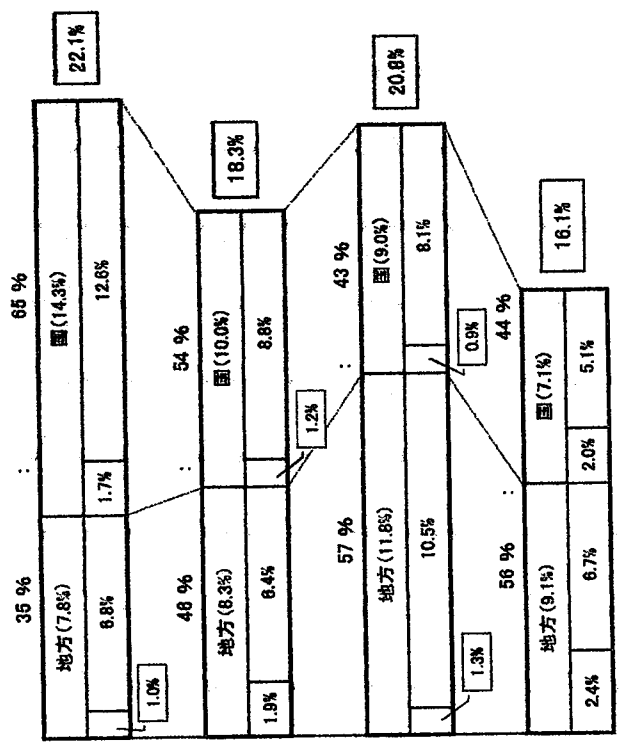 35 % : 65 %
地方(7.8%) 国(14.3%)
22.1%
6.8% 1.7% 12.6%
1.0%
46 % : 54 %
地方(8.3%) 国(10.0%)
18.3%
1.9% 6.4% 8.8%
1.2%
57 % : 43 %
地方(11.8%) 国(9.0%)
20.8%
10.5% 8.1%
1.3% 0.9%
56 % : 44 %
地方(9.1%) 国(7.1%)
16.1%
2.4% 6.7% 2.0% 5.1%